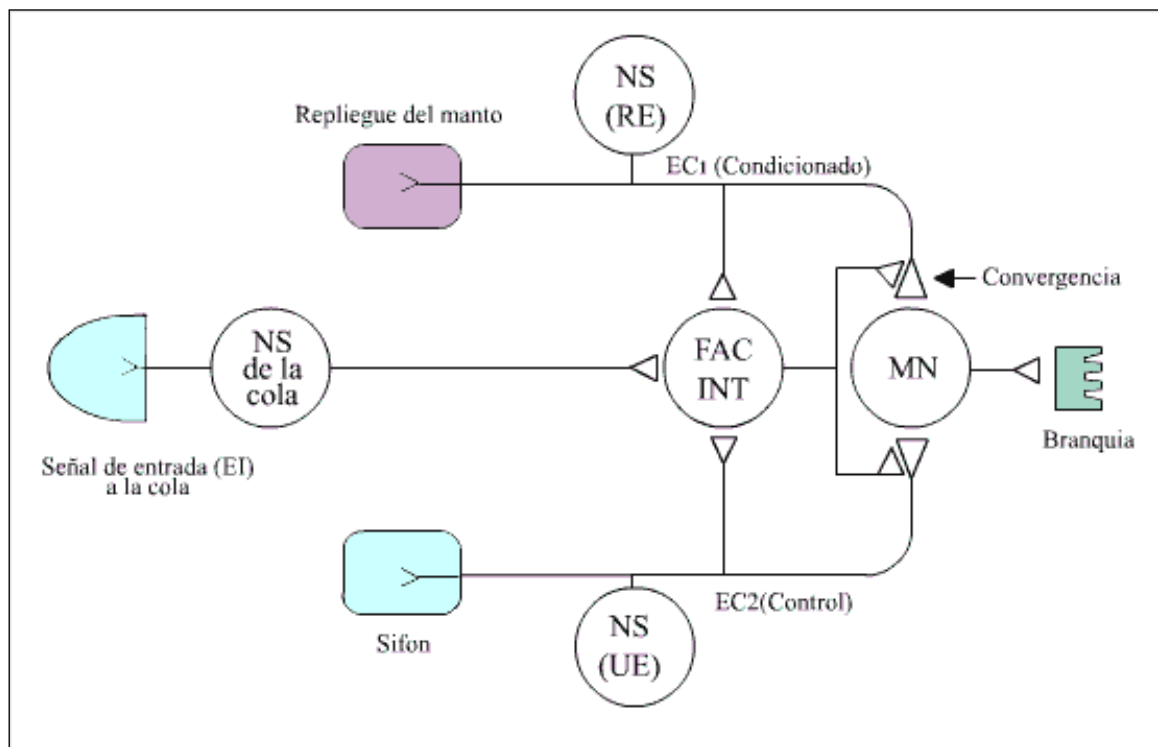 NS
(RE)
Repliegue del manto
EC1 (Condicionado)
Convergencia
NS
de la
cola
FAC
INT
MN
Branquia
Señal de entrada (EI)
a la cola
EC2(Control)
Sifon
NS
(UE)